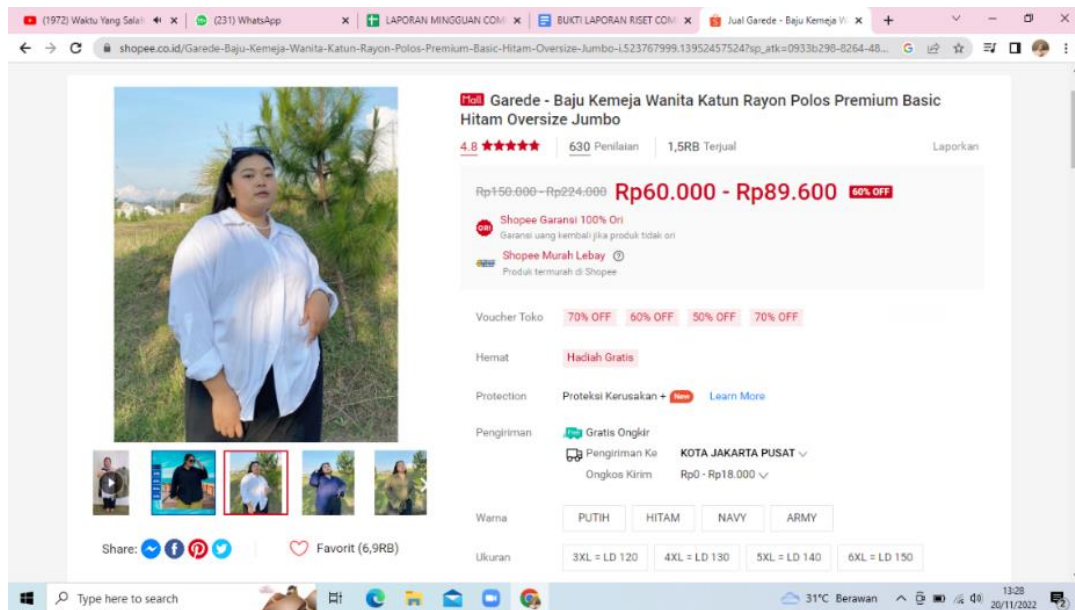 (1972) Waktu Yang Salah
(231) WhatsApp
LAPORAN MINGGUAN COM
BUKTI LAPORAN RISET COM
Jual Garede - Baju Kemeja W
shopee.co.id/Garede-Baju-Kemeja-Wanita-Katun-Rayon-Polos-Premium-Basic-Hitam-Oversize-Jumbo-i.523767999.13952457524?sp_atk=0933b298-8264-48...
Mall Garede - Baju Kemeja Wanita Katun Rayon Polos Premium Basic
Hitam Oversize Jumbo
4.8 630 Penilaian 1,5RB Terjual Laporkan
Rp150.000 - Rp224.000 Rp60.000 - Rp89.600 60% OFF
ORI Shopee Garansi 100% Ori
Garansi uang kembali jika produk tidak ori
Shopee Murah Lebay
Produk termurah di Shopee
Voucher Toko 70% OFF 60% OFF 50% OFF 70% OFF
Hemat Hadiah Gratis
Protection Proteksi Kerusakan + New Learn More
Pengiriman Gratis Ongkir
Pengiriman Ke KOTA JAKARTA PUSAT
Ongkos Kirim Rp0 - Rp18.000
Warna PUTIH HITAM NAVY ARMY
Ukuran 3XL = LD 120 4XL = LD 130 5XL = LD 140 6XL = LD 150
Share: Favorit (6,9RB)
Type here to search
31°C Berawan
13:28
20/11/2022
2